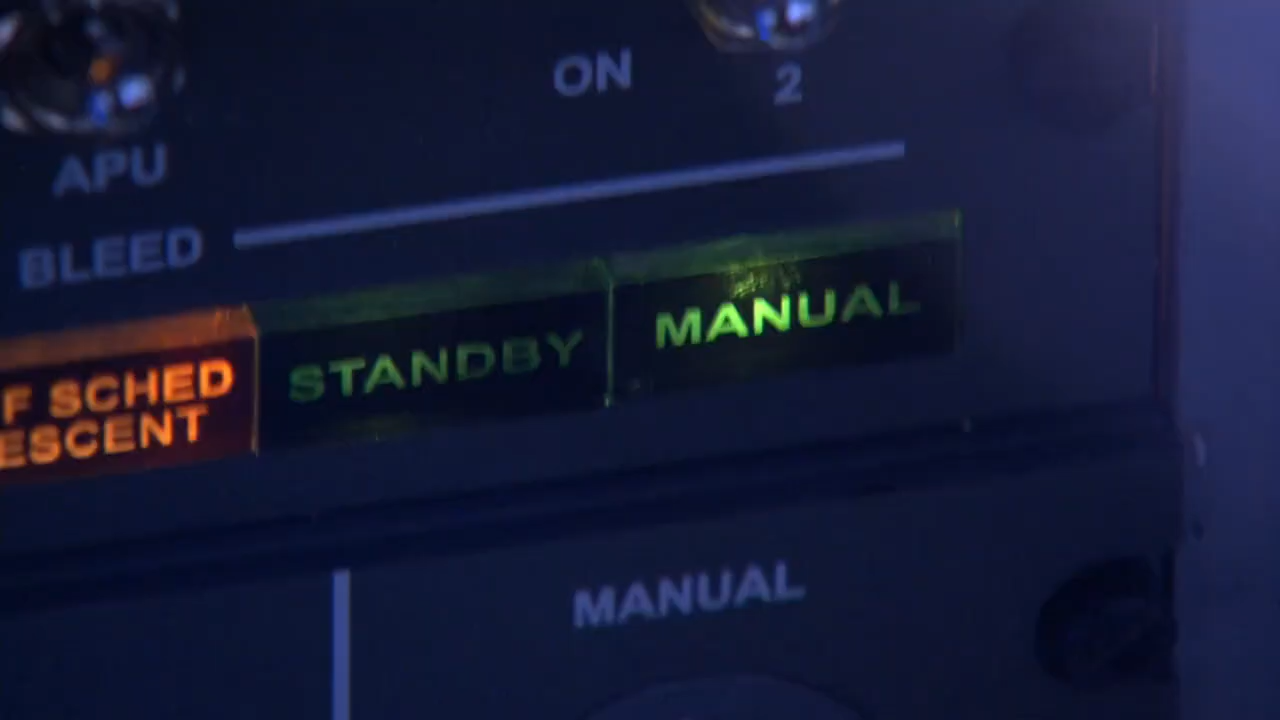 ON
2
APU
BLEED
F SCHED
ESCENT
STANDBY
MANUAL
MANUAL